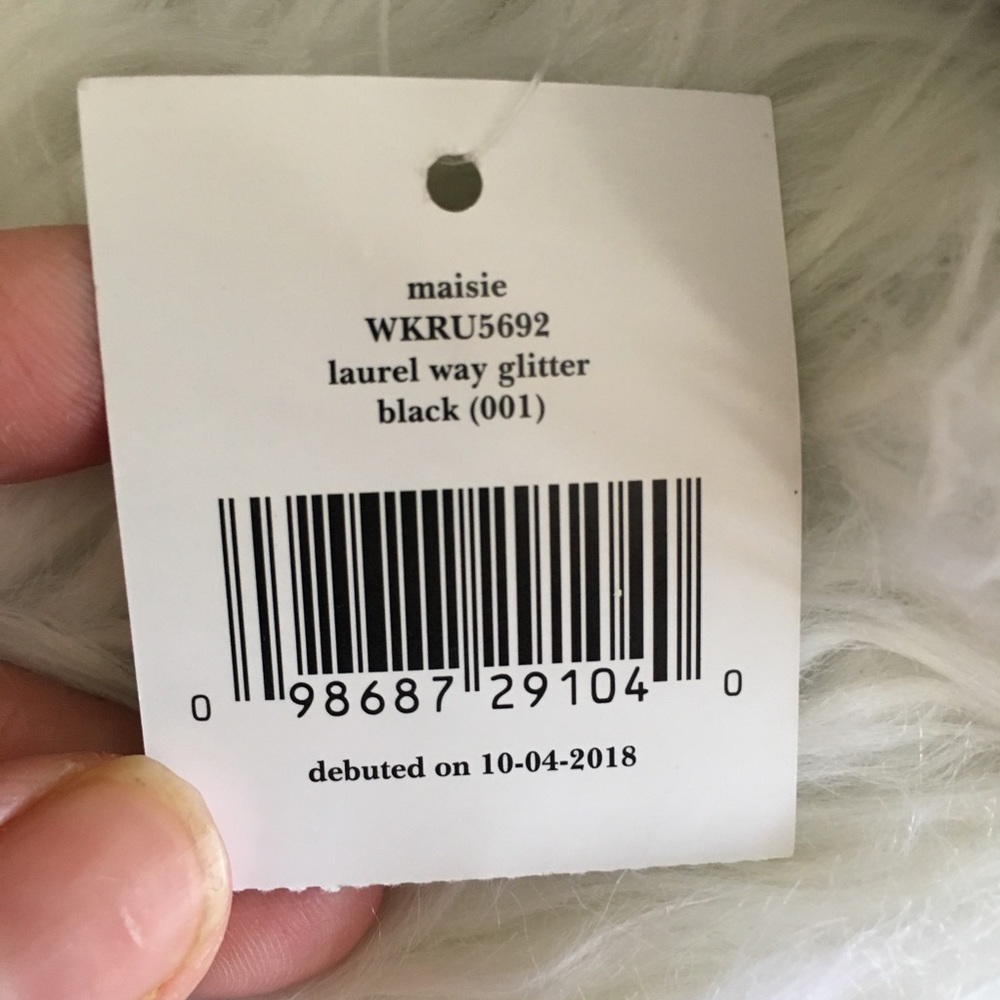 maisie
WKRU5692
laurel way glitter
black (001)
0 98687 29104 0
debuted on 10-04-2018